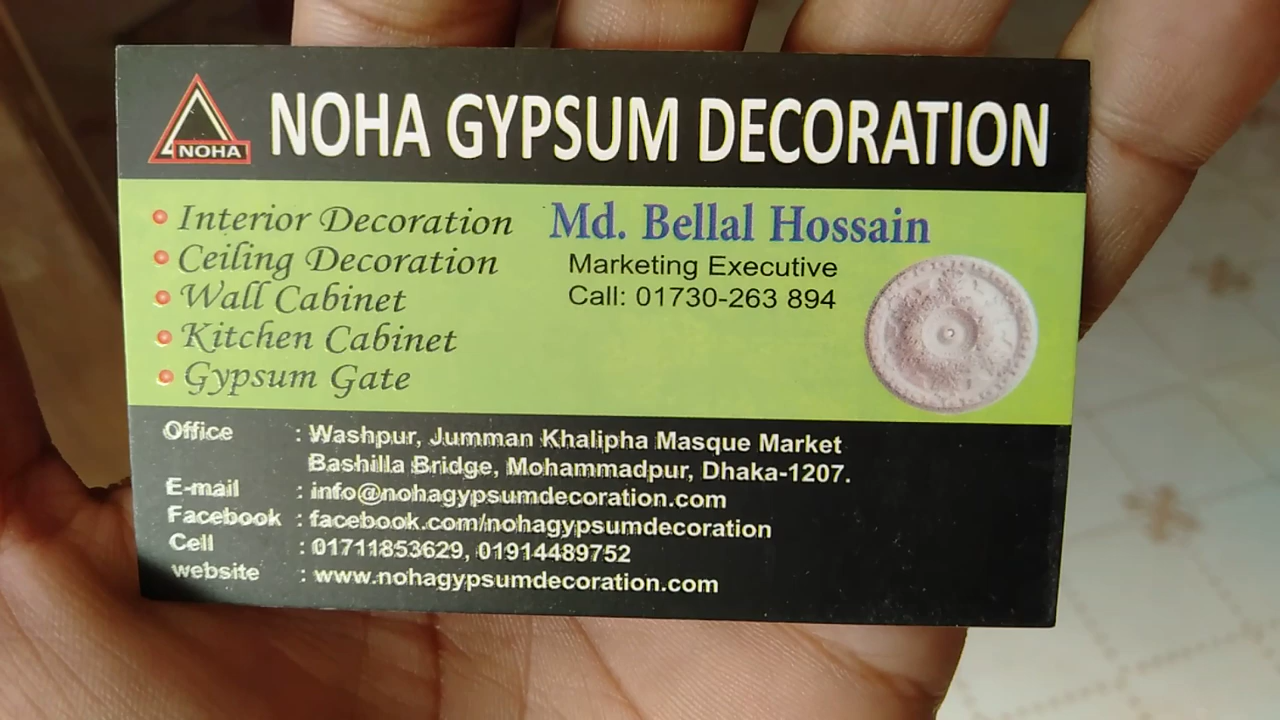 NOHA
NOHA GYPSUM DECORATION
Interior Decoration
Ceiling Decoration
Wall Cabinet
Kitchen Cabinet
Gypsum Gate
Md. Bellal Hossain
Marketing Executive
Call: 01730-263 894
Office : Washpur, Jumman Khalipha Masque Market
Bashilla Bridge, Mohammadpur, Dhaka-1207.
E-mail : info@nohagypsumdecoration.com
Facebook : facebook.com/nohagypsumdecoration
Cell : 01711853629, 01914489752
website : www.nohagypsumdecoration.com